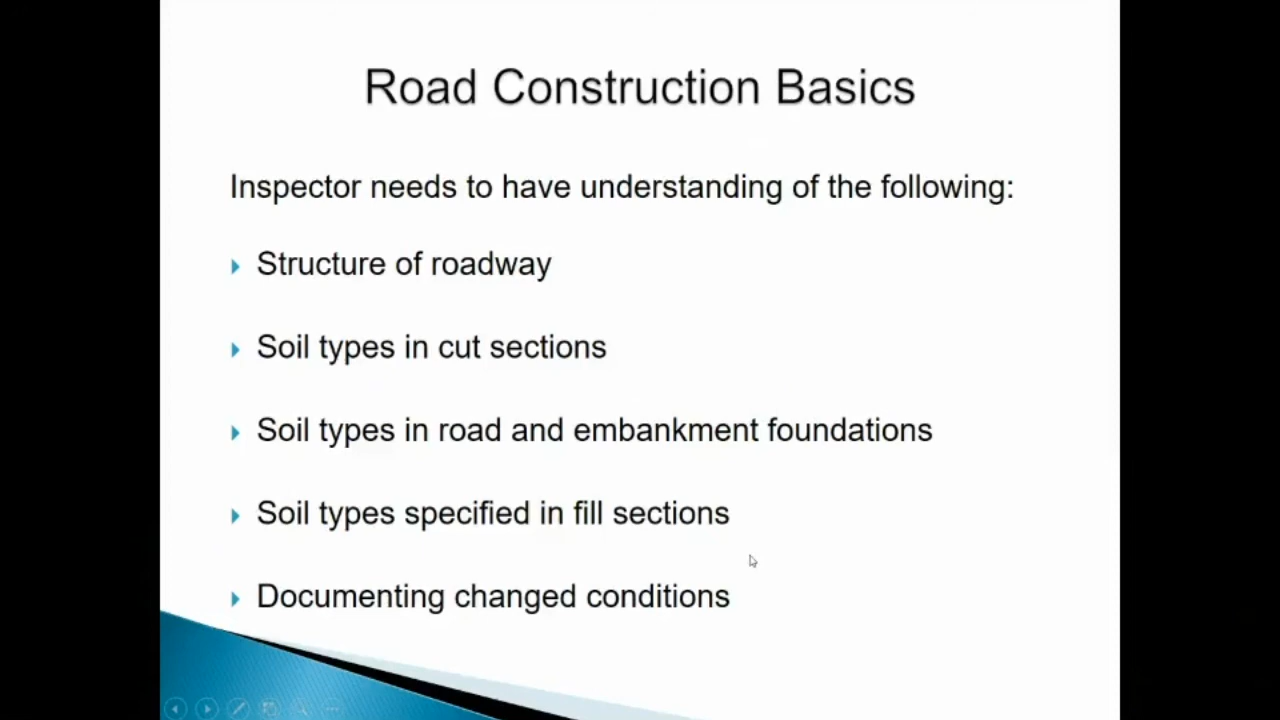 Road Construction Basics
Inspector needs to have understanding of the following:
Structure of roadway
Soil types in cut sections
Soil types in road and embankment foundations
Soil types specified in fill sections
Documenting changed conditions